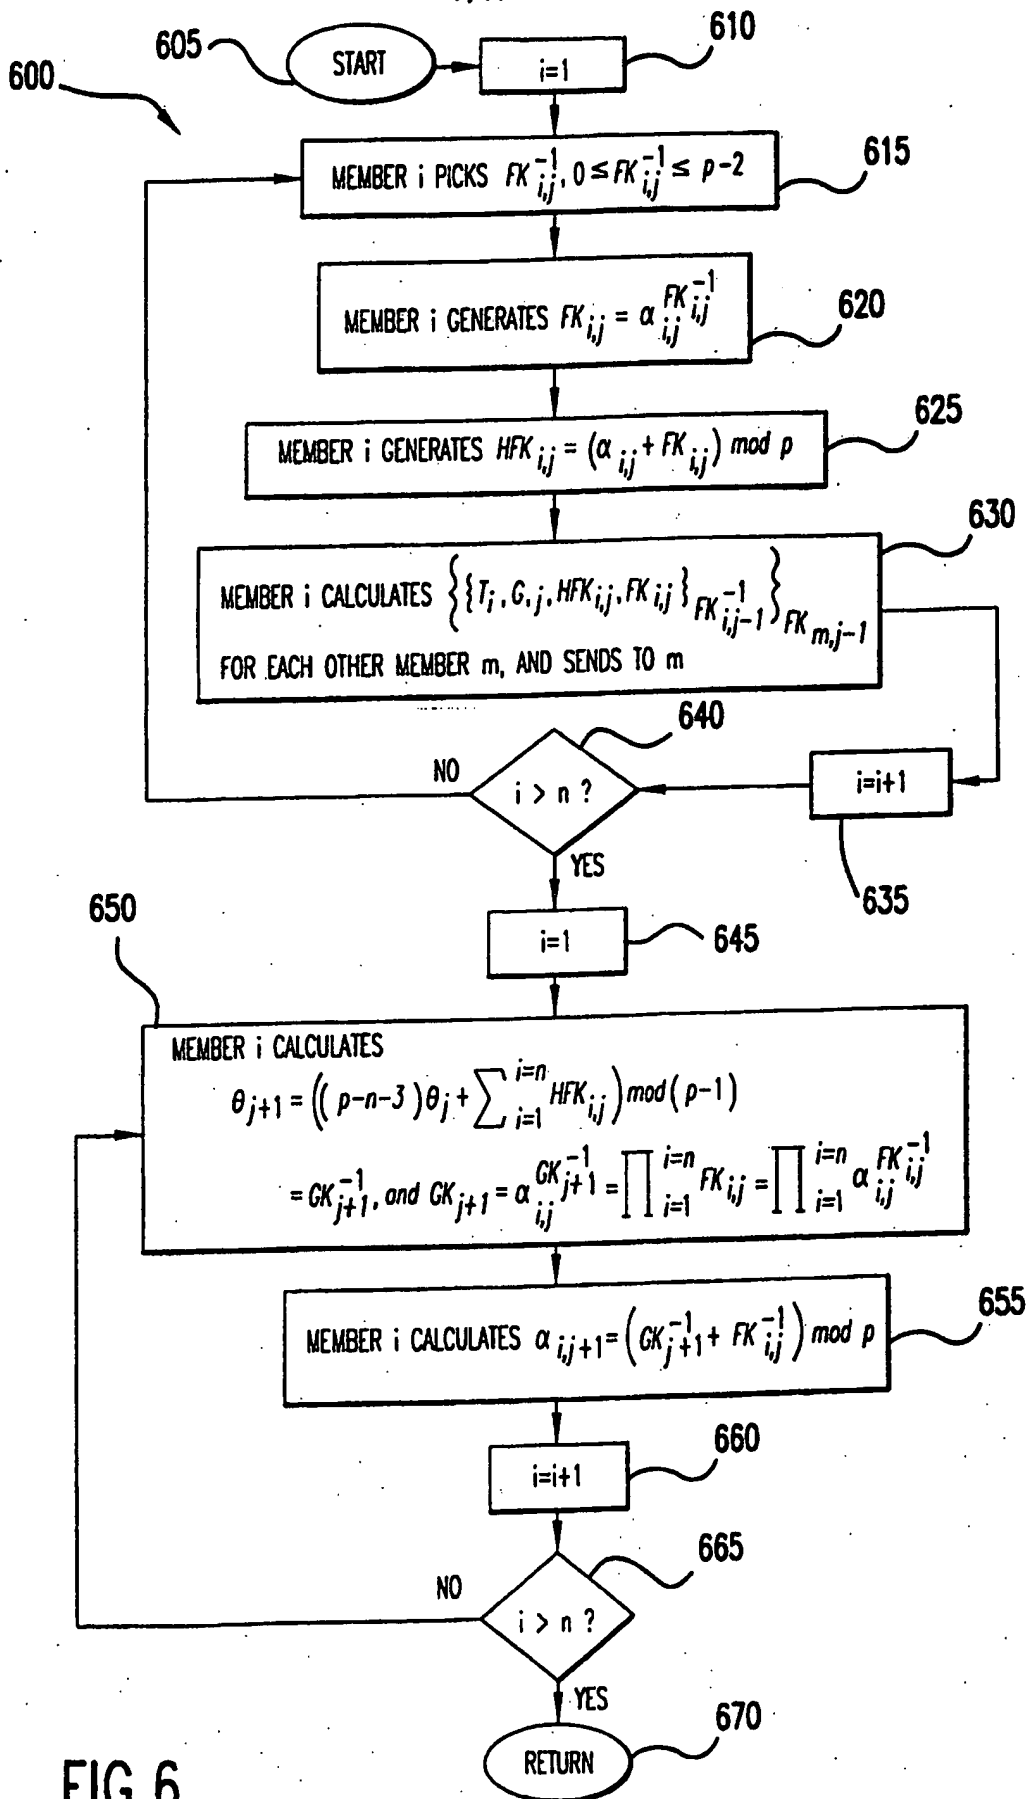 605
START
i=1
610
600
MEMBER i PICKS FK^{-1}_{i,j}, 0 ≤ FK^{-1}_{i,j} ≤ p-2
615
MEMBER i GENERATES FK_{i,j} = α_{i,j}^{FK^{-1}_{i,j}}
620
MEMBER i GENERATES HFK_{i,j} = (α_{i,j} + FK_{i,j}) mod p
625
630
MEMBER i CALCULATES {{T_i, G, j, HFK_{i,j}, FK_{i,j}}_{FK^{-1}_{i,j-1}}}_{FK_{m,j-1}}
FOR EACH OTHER MEMBER m, AND SENDS TO m
640
NO
i > n ?
i=i+1
YES
635
650
i=1
645
MEMBER i CALCULATES
θ_{j+1} = ((p-n-3)θ_j + ∑_{i=1}^{i=n} HFK_{i,j}) mod (p-1)
= GK^{-1}_{j+1}, and GK_{j+1} = α_{i,j}^{GK^{-1}_{j+1}} = ∏_{i=1}^{i=n} FK_{i,j} = ∏_{i=1}^{i=n} α_{i,j}^{FK^{-1}_{i,j}}
655
MEMBER i CALCULATES α_{i,j+1} = (GK^{-1}_{j+1} + FK^{-1}_{i,j}) mod p
660
i=i+1
665
NO
i > n ?
YES
670
RETURN
FIG.6